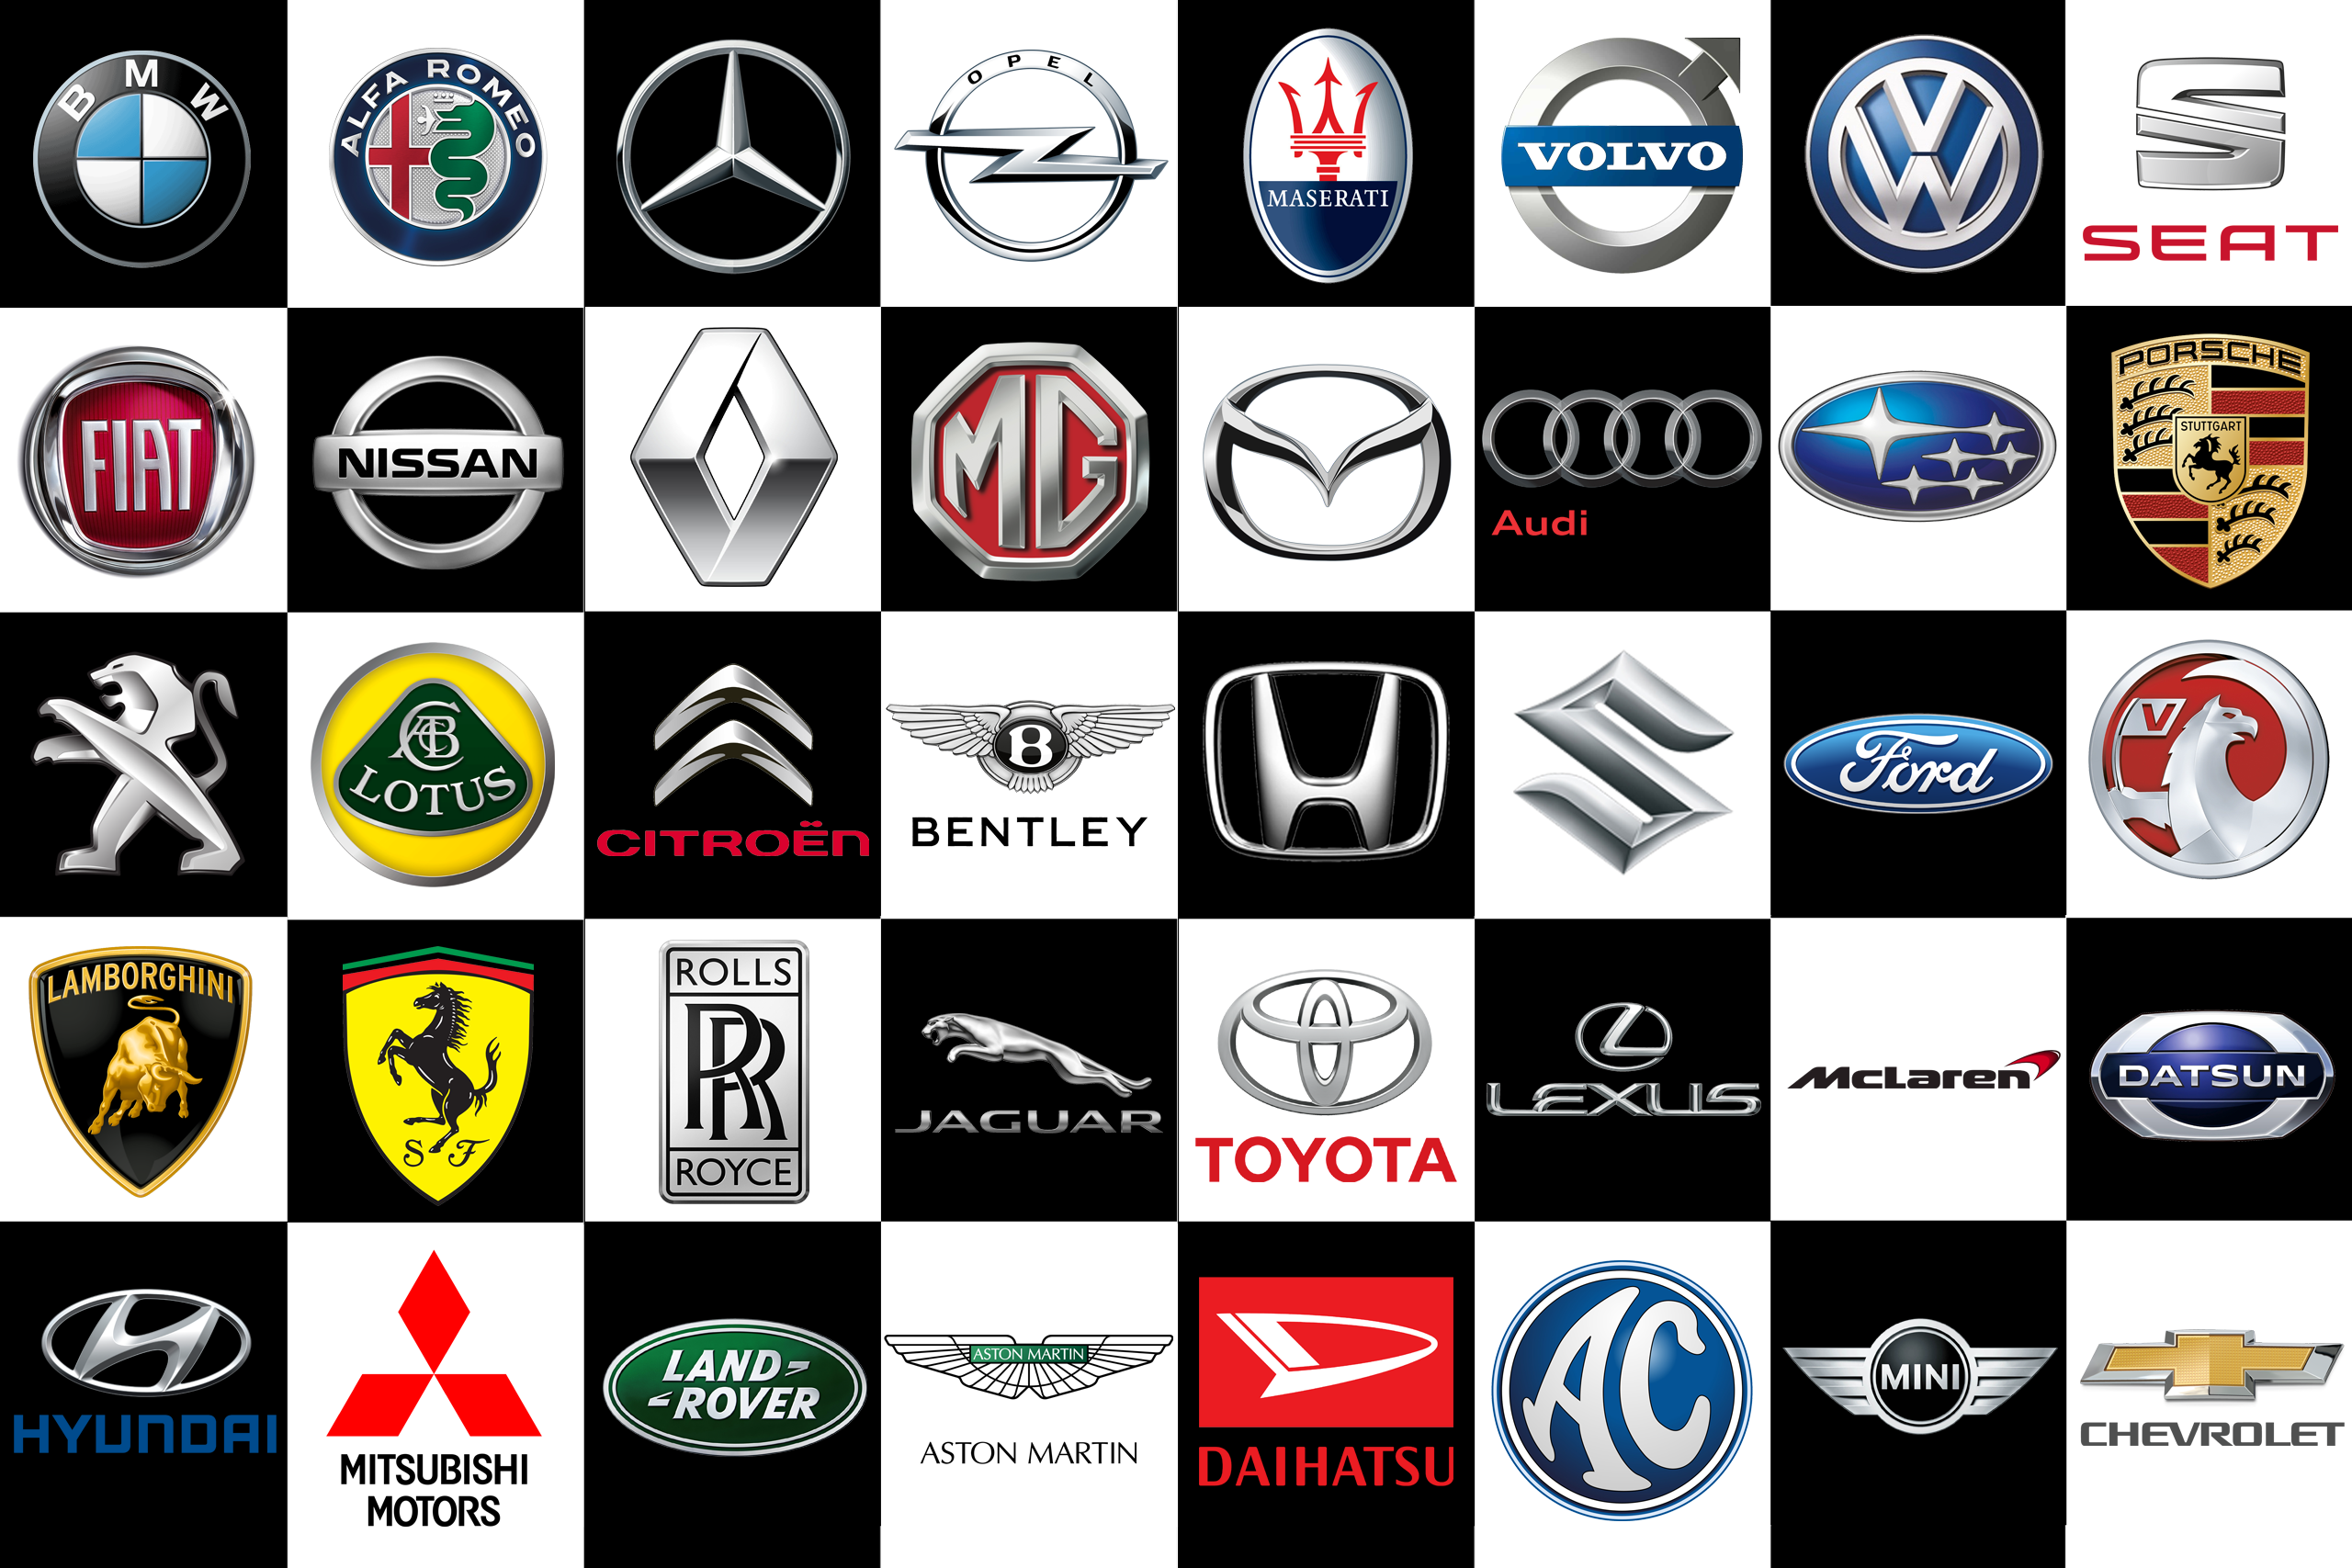 BMW
ALFA ROMEO
OPEL
MASERATI
VOLVO
VW
SEAT
FIAT
NISSAN
MG
Audi
PORSCHE
STUTTGART
ACBC
LOTUS
CITROËN
B
BENTLEY
Ford
V
LAMBORGHINI
S F
ROLLS
RR
ROYCE
JAGUAR
TOYOTA
LEXUS
McLaren
DATSUN
HYUNDAI
MITSUBISHI
MOTORS
LAND-
-ROVER
ASTON MARTIN
ASTON MARTIN
DAIHATSU
AC
MINI
CHEVROLET